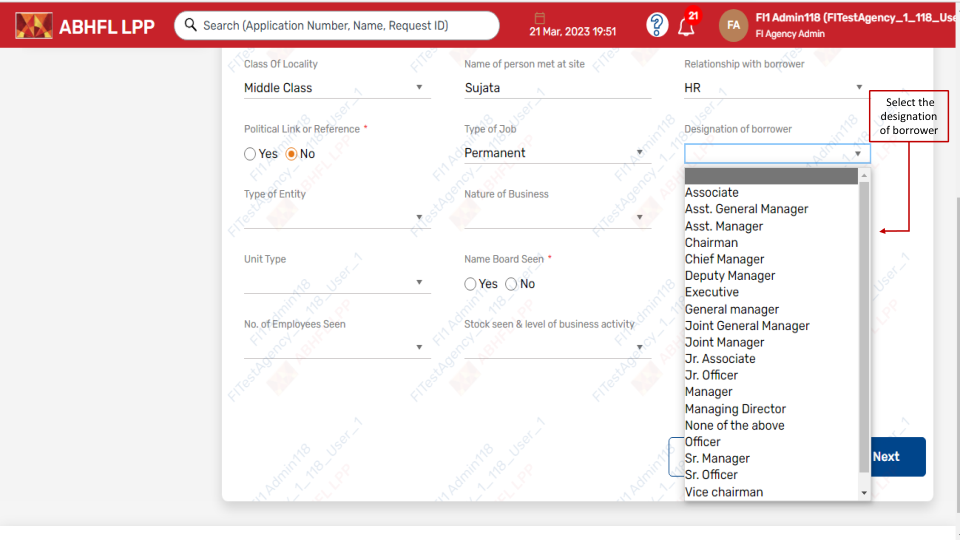 ABHFL LPP
Search (Application Number, Name, Request ID)
21 Mar, 2023 19:51
21
FA
FI1 Admin118 (FITestAgency_1_118_Use
FI Agency Admin
Class Of Locality
Name of person met at site
Relationship with borrower
Middle Class
Sujata
HR
Select the
designation
of borrower
Political Link or Reference *
Type of Job
Designation of borrower
Yes
No
Permanent
Type of Entity
Nature of Business
Unit Type
Name Board Seen *
Yes
No
No. of Employees Seen
Stock seen & level of business activity
Associate
Asst. General Manager
Asst. Manager
Chairman
Chief Manager
Deputy Manager
Executive
General manager
Joint General Manager
Joint Manager
Jr. Associate
Jr. Officer
Manager
Managing Director
None of the above
Officer
Sr. Manager
Sr. Officer
Vice chairman
Next